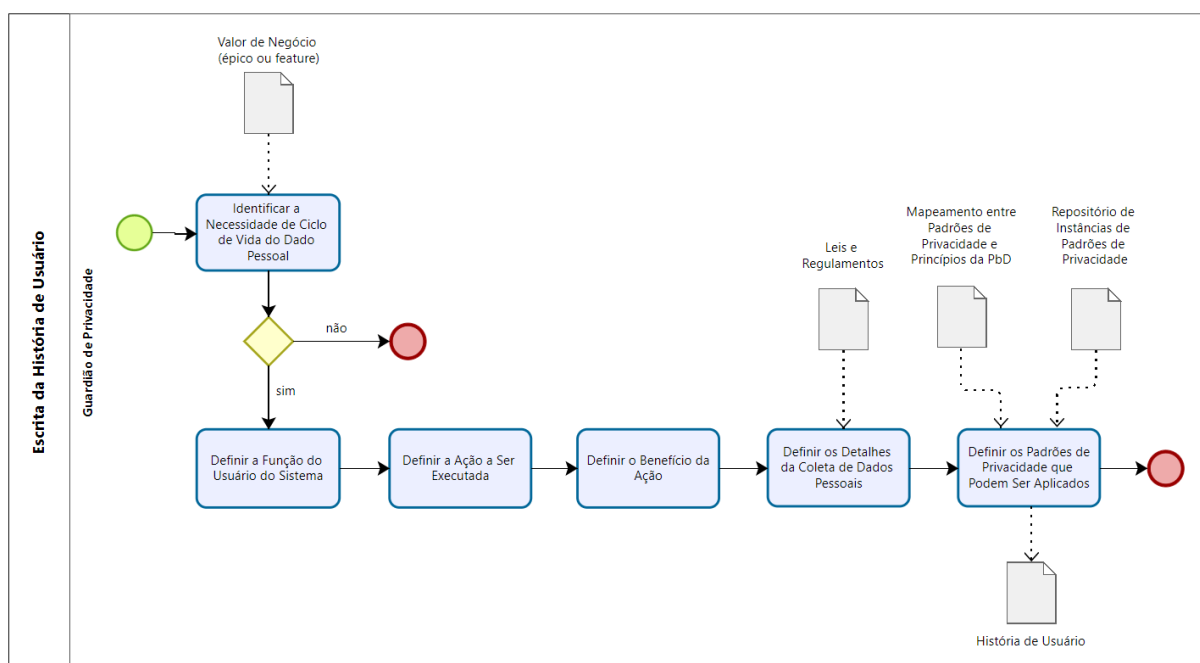 Escrita da História de Usuário
Guardião de Privacidade
Valor de Negócio
(épico ou feature)
Identificar a
Necessidade de Ciclo
de Vida do Dado
Pessoal
não
sim
Definir a Função do
Usuário do Sistema
Definir a Ação a Ser
Executada
Definir o Benefício da
Ação
Leis e
Regulamentos
Definir os Detalhes
da Coleta de Dados
Pessoais
Mapeamento entre
Padrões de
Privacidade e
Princípios da PbD
Repositório de
Instâncias de
Padrões de
Privacidade
Definir os Padrões de
Privacidade que
Podem Ser Aplicados
História de Usuário